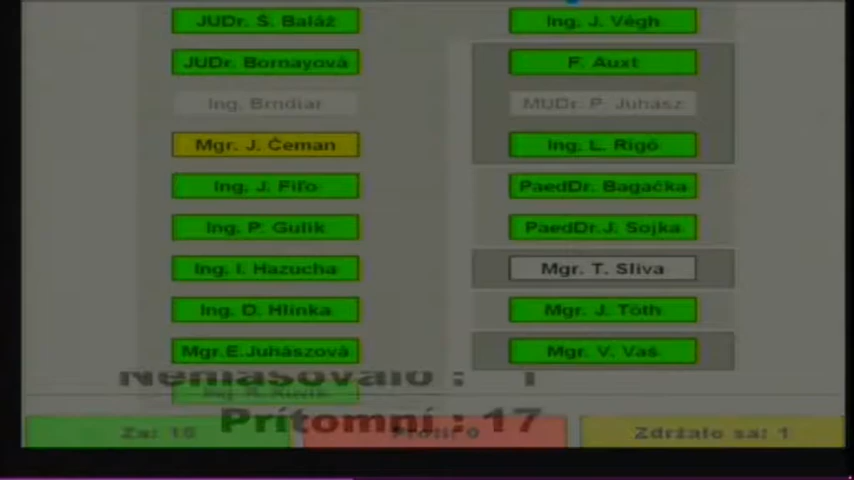 JUDr. Š. Baláž
JUDr. Bornayová
Ing. Brndiar
Mgr. J. Čeman
Ing. J. Fiľo
Ing. P. Gulik
Ing. I. Hazucha
Ing. D. Hlinka
Mgr.E.Juhászová
Ing. J. Végh
F. Auxt
MUDr. P. Juhász
Ing. L. Rigó
PaedDr. Bagačka
PaedDr.J. Sojka
Mgr. T. Sliva
Mgr. J. Tóth
Mgr. V. Vaš
Nehlasovalo : 1
Prítomní : 17
Za:
Proti: 0
Zdržalo sa: 1